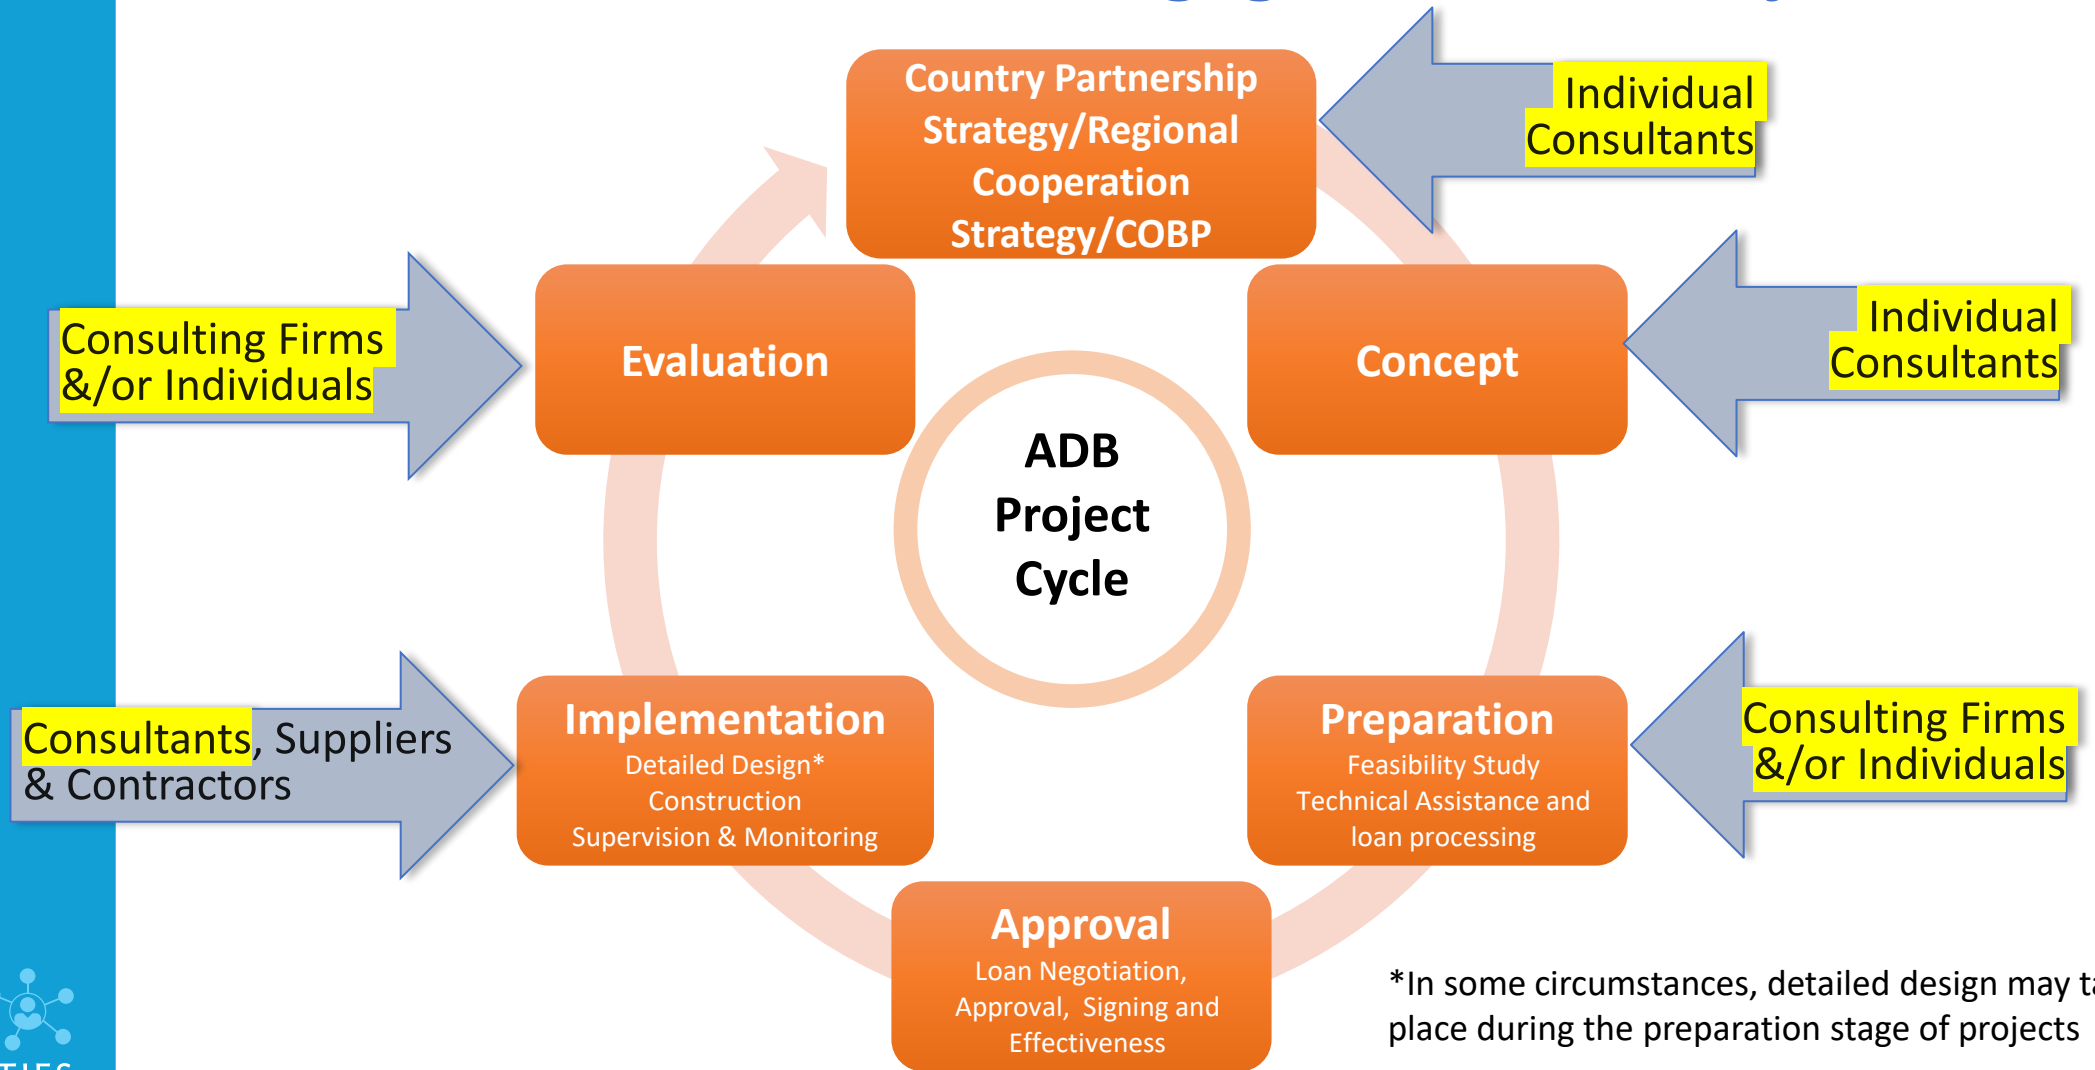 Country Partnership
Strategy/Regional
Cooperation
Strategy/COBP
Individual
Consultants
Concept
Individual
Consultants
Preparation
Feasibility Study
Technical Assistance and
loan processing
Consulting Firms
&/or Individuals
Approval
Loan Negotiation,
Approval, Signing and
Effectiveness
Implementation
Detailed Design*
Construction
Supervision & Monitoring
Consultants, Suppliers
& Contractors
Evaluation
Consulting Firms
&/or Individuals
ADB
Project
Cycle
*In some circumstances, detailed design may
place during the preparation stage of projects